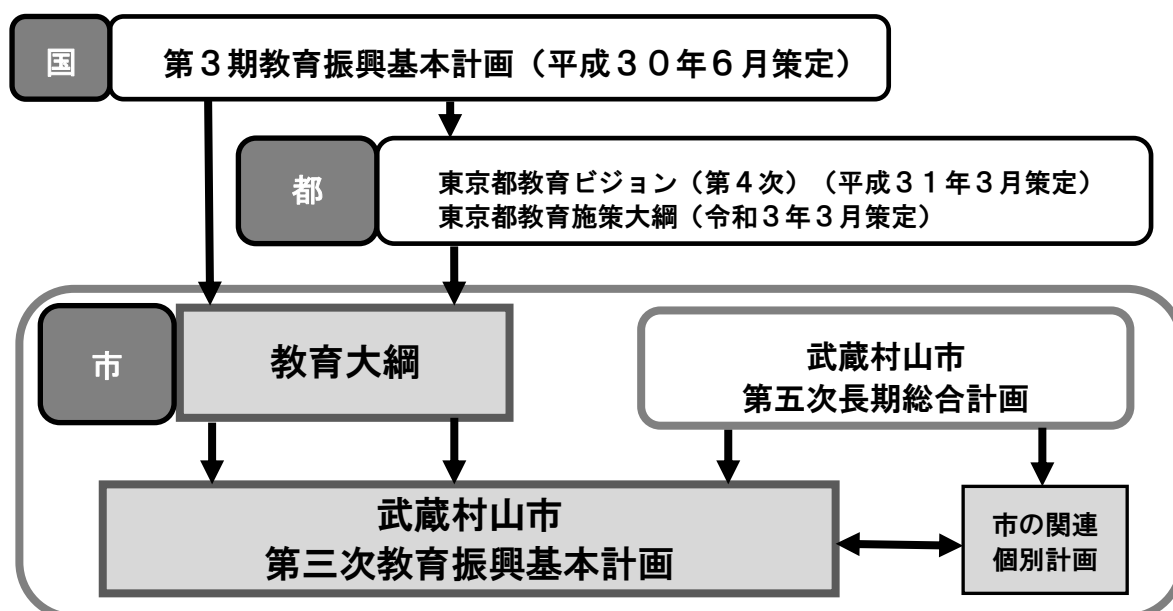 国
第３期教育振興基本計画（平成３０年６月策定）
都
東京都教育ビジョン（第４次）（平成３１年３月策定）
東京都教育施策大綱（令和３年３月策定）
市
教育大綱
武蔵村山市
第五次長期総合計画
武蔵村山市
第三次教育振興基本計画
市の関連
個別計画